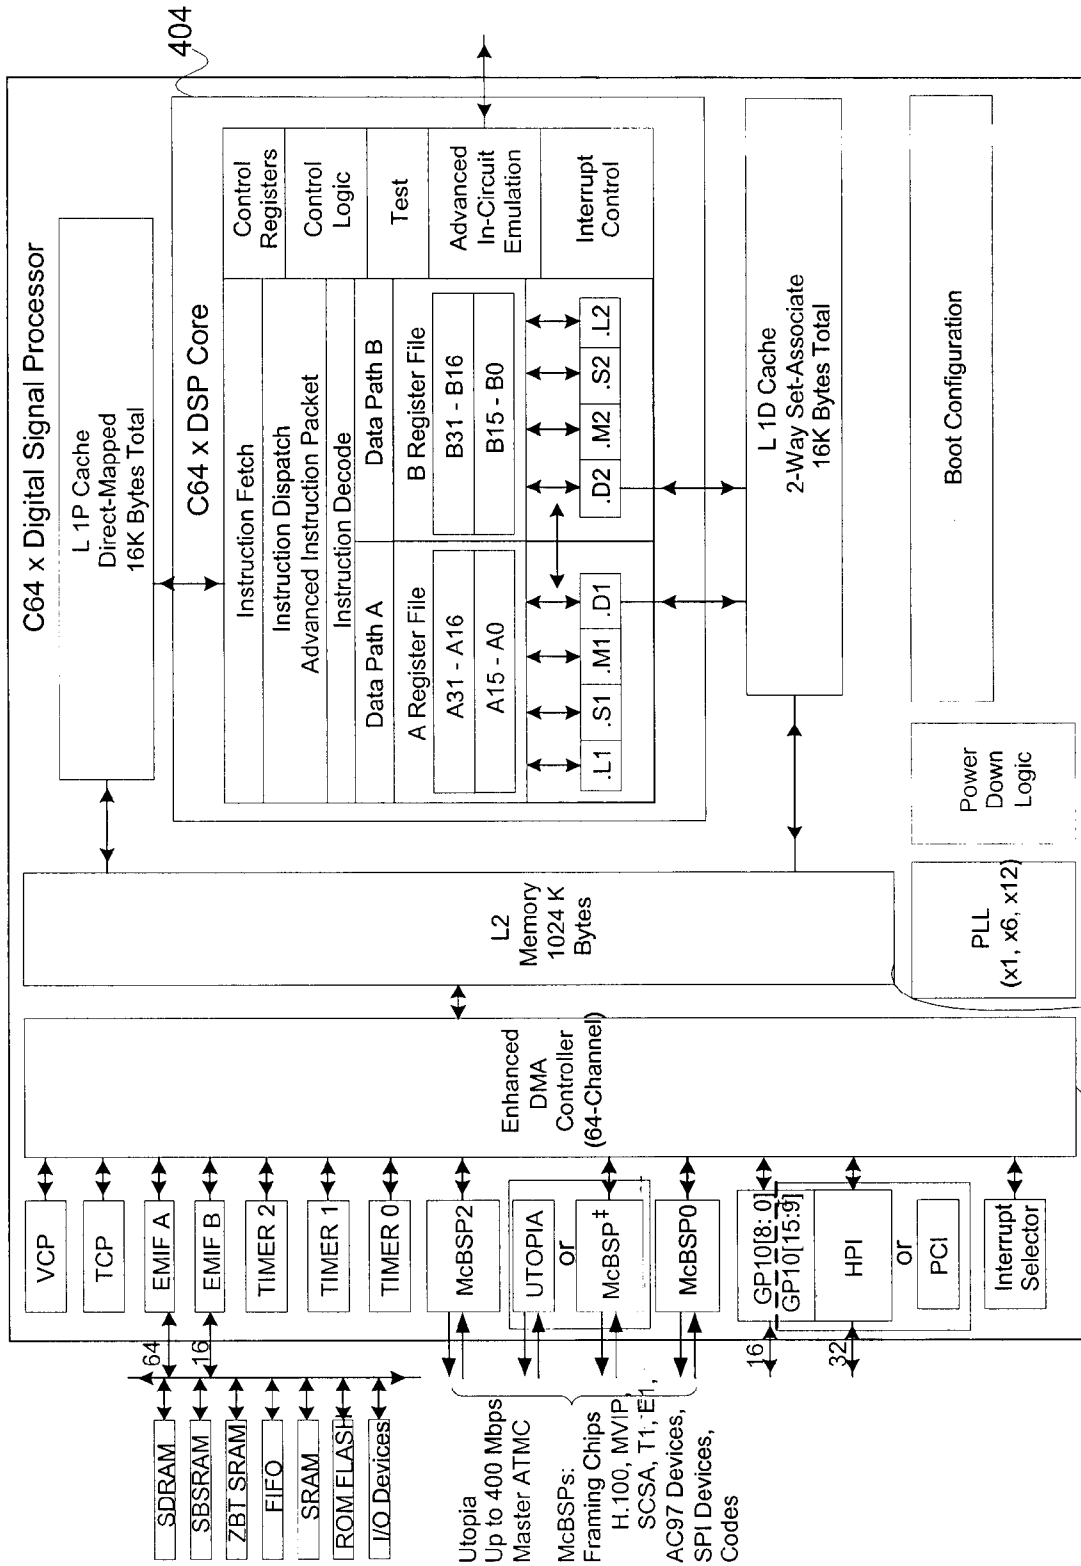 C64 x Digital Signal Processor
404
VCP
TCP
EMIF A
EMIF B
TIMER 2
TIMER 1
TIMER 0
McBSP2
UTOPIA
or
McBSP‡
McBSP0
GP10[8: 0]
GP10[15:9]
HPI
or
PCI
Interrupt
Selector
64
16
16
32
SDRAM
SBSRAM
ZBT SRAM
FIFO
SRAM
ROM FLASH
I/O Devices
Utopia
Up to 400 Mbps
Master ATMC
McBSPs:
Framing Chips
H.100, MVIP,
SCSA, T1, E1,
AC97 Devices,
SPI Devices,
Codes
Enhanced
DMA
Controller
(64-Channel)
L2
Memory
1024 K
Bytes
PLL
(x1, x6, x12)
Power
Down
Logic
L 1P Cache
Direct-Mapped
16K Bytes Total
C64 x DSP Core
Instruction Fetch
Instruction Dispatch
Advanced Instruction Packet
Instruction Decode
Data Path A
Data Path B
A Register File
B Register File
A31 - A16
A15 - A0
B31 - B16
B15 - B0
.L1
.S1
.M1
.D1
.D2
.M2
.S2
.L2
Control
Registers
Control
Logic
Test
Advanced
In-Circuit
Emulation
Interrupt
Control
L 1D Cache
2-Way Set-Associate
16K Bytes Total
Boot Configuration